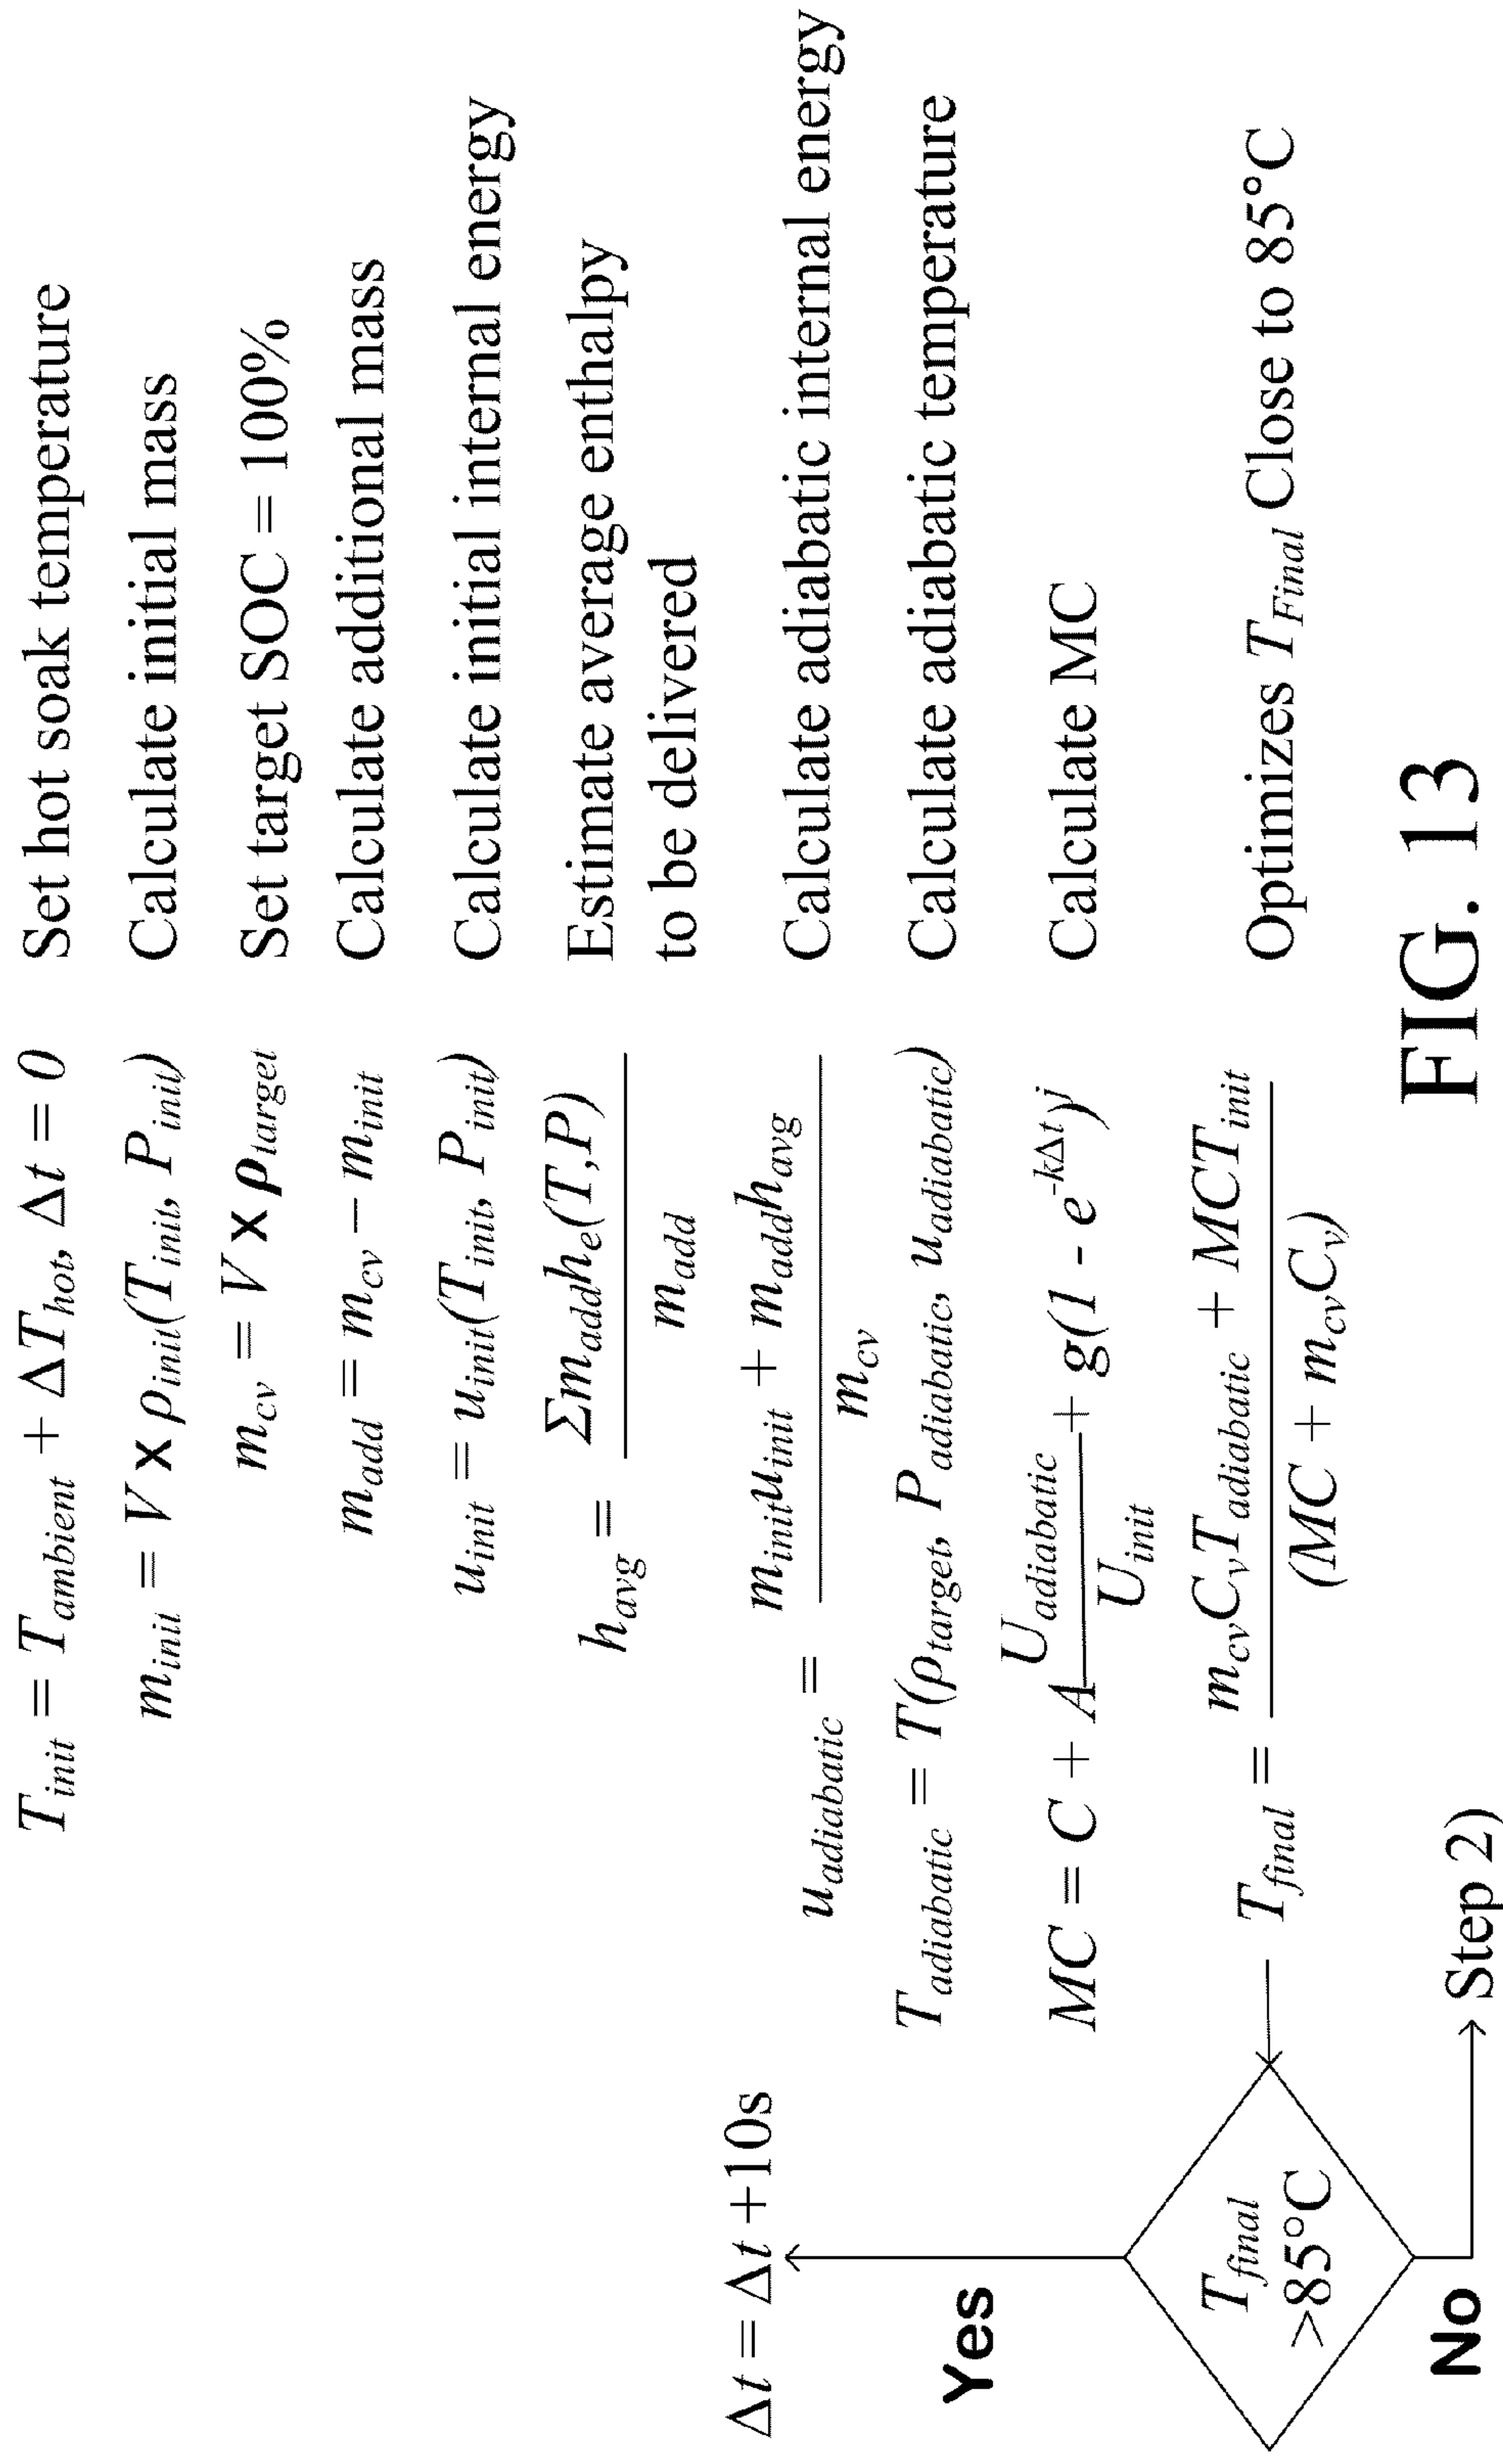 T_init = T_ambient + ΔT_hot, Δt = 0 Set hot soak temperature
m_init = V x ρ_init(T_init, P_init) Calculate initial mass
m_cv = V x ρ_target Set target SOC = 100%
m_add = m_cv − m_init Calculate additional mass
u_init = u_init(T_init, P_init) Calculate initial internal energy
h_avg = Σm_add h_e(T,P) / m_add Estimate average enthalpy
to be delivered
Δt = Δt +10s
u_adiabatic = m_init u_init + m_add h_avg / m_cv Calculate adiabatic internal energy
T_adiabatic = T(ρ_target, P_adiabatic, u_adiabatic) Calculate adiabatic temperature
Yes
MC = C + A U_adiabatic / U_init + g(1 - e^-kΔt)^j Calculate MC
T_final
>85°C
T_final = m_cv C_v T_adiabatic + MCT_init / (MC + m_cv C_v) Optimizes T_Final Close to 85°C
No
Step 2)
FIG. 13